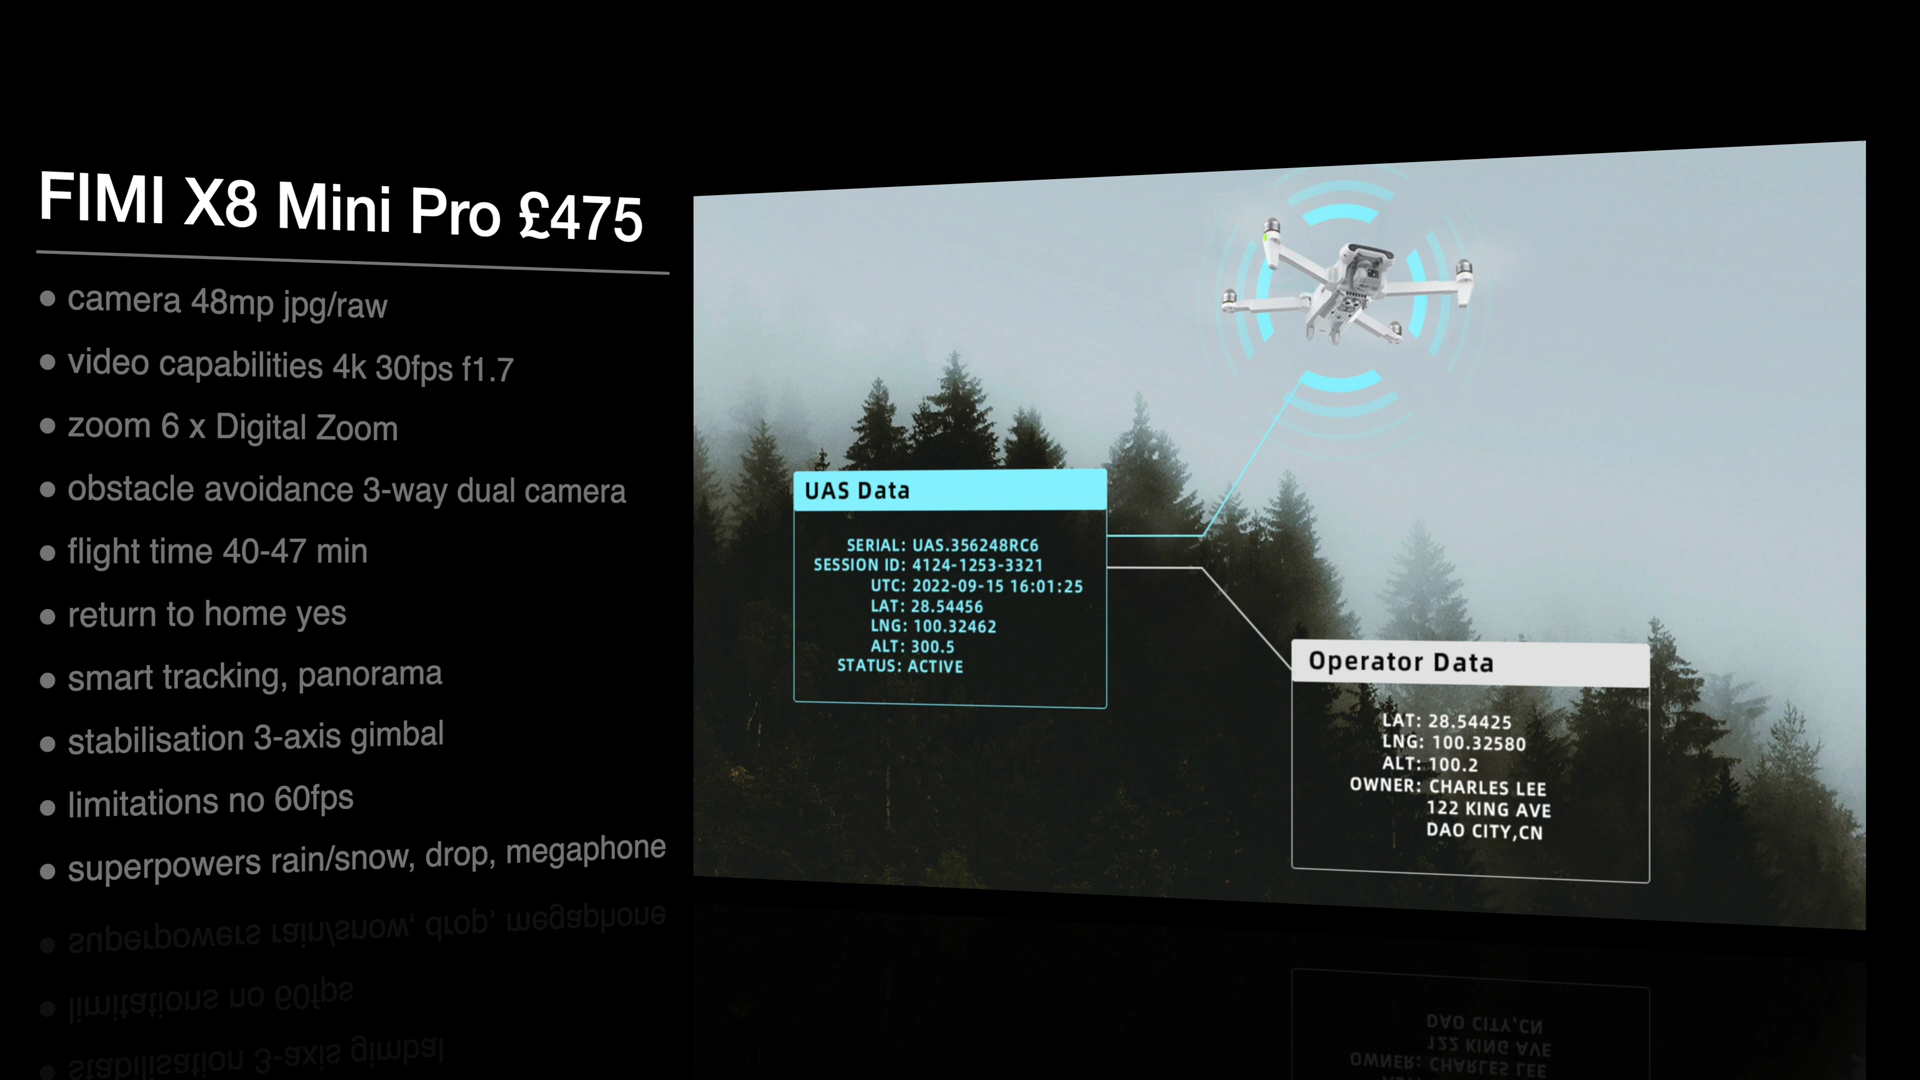 FIMI X8 Mini Pro £475
camera 48mp jpg/raw
video capabilities 4k 30fps f1.7
zoom 6 x Digital Zoom
obstacle avoidance 3-way dual camera
flight time 40-47 min
return to home yes
smart tracking, panorama
stabilisation 3-axis gimbal
limitations no 60fps
superpowers rain/snow, drop, megaphone
UAS Data
SERIAL: UAS.356248RC6
SESSION ID: 4124-1253-3321
UTC: 2022-09-15 16:01:25
LAT: 28.54456
LNG: 100.32462
ALT: 300.5
STATUS: ACTIVE
Operator Data
LAT: 28.54425
LNG: 100.32580
ALT: 100.2
OWNER: CHARLES LEE
122 KING AVE
DAO CITY,CN